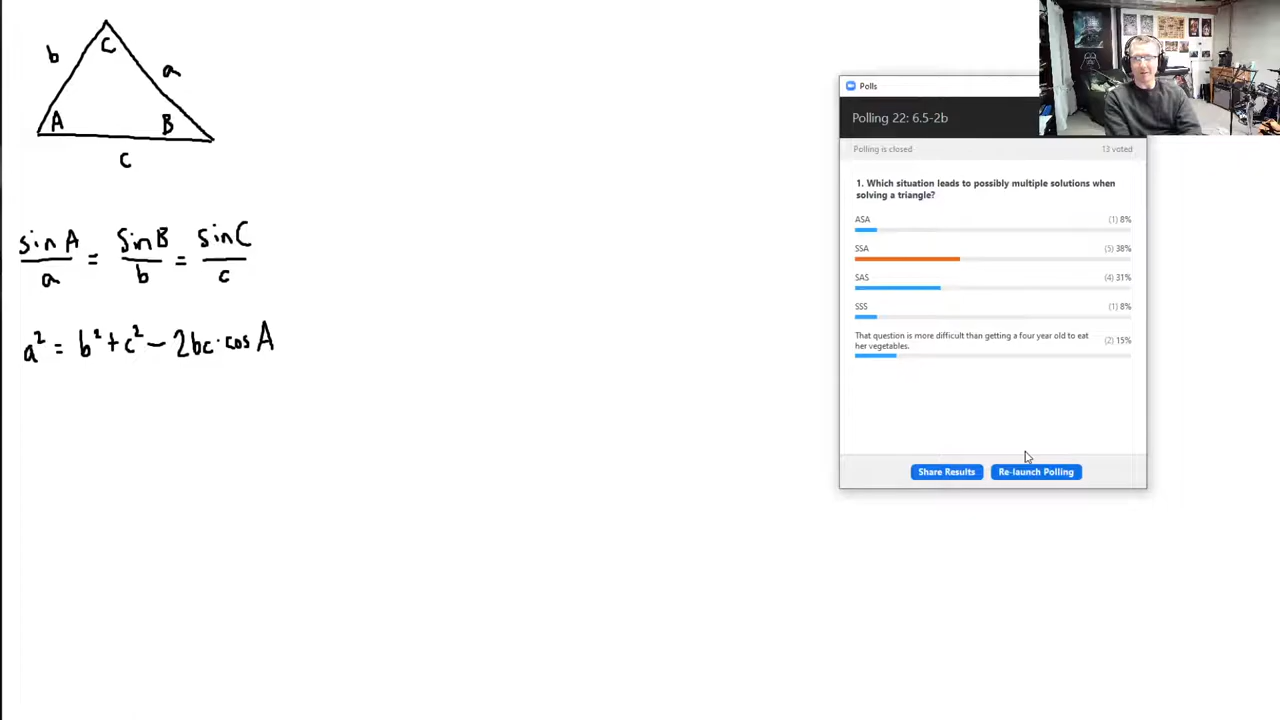 b
C
a
A
B
c
sin A / a = sin B / b = sin C / c
a² = b² + c² − 2bc · cos A
Polls
Polling 22: 6.5-2b
Polling is closed
13 voted
1. Which situation leads to possibly multiple solutions when
solving a triangle?
ASA
(1) 8%
SSA
(5) 38%
SAS
(4) 31%
SSS
(1) 8%
That question is more difficult than getting a four year old to eat
her vegetables.
(2) 15%
Share Results
Re-launch Polling